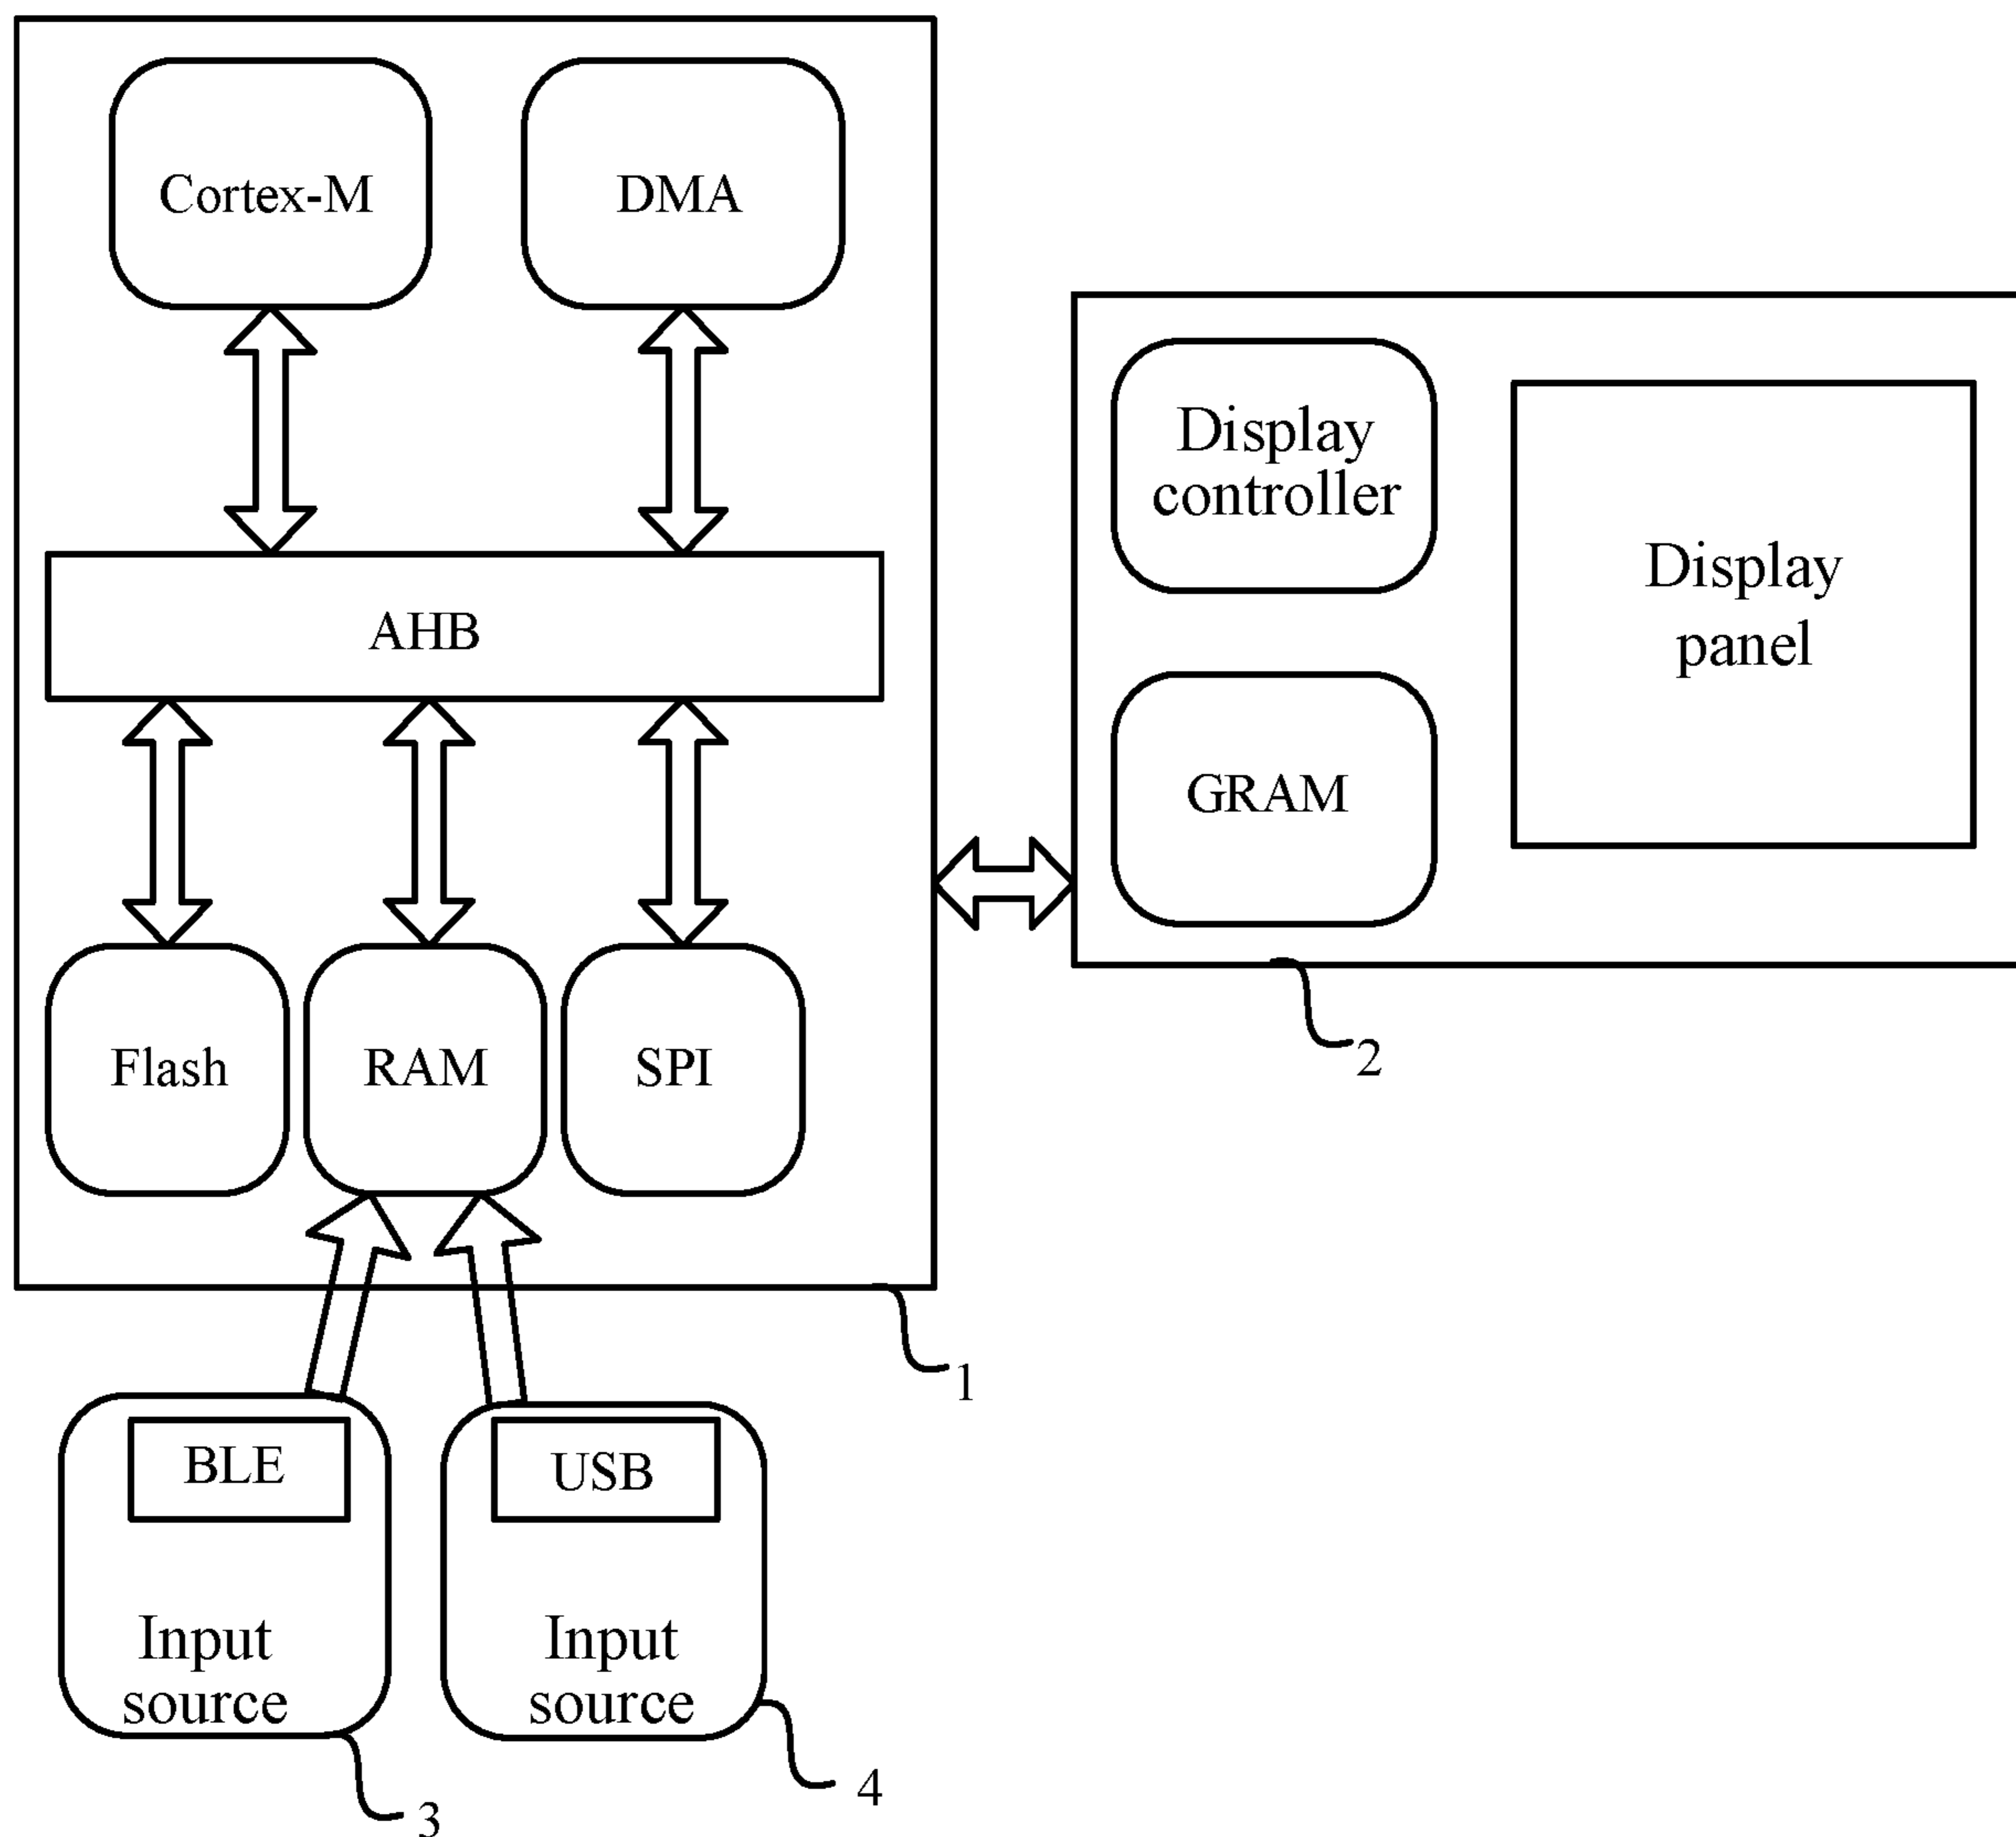 Cortex-M
DMA
AHB
Flash
RAM
SPI
1
Display
controller
GRAM
Display
panel
2
BLE
Input
source
3
USB
Input
source
4